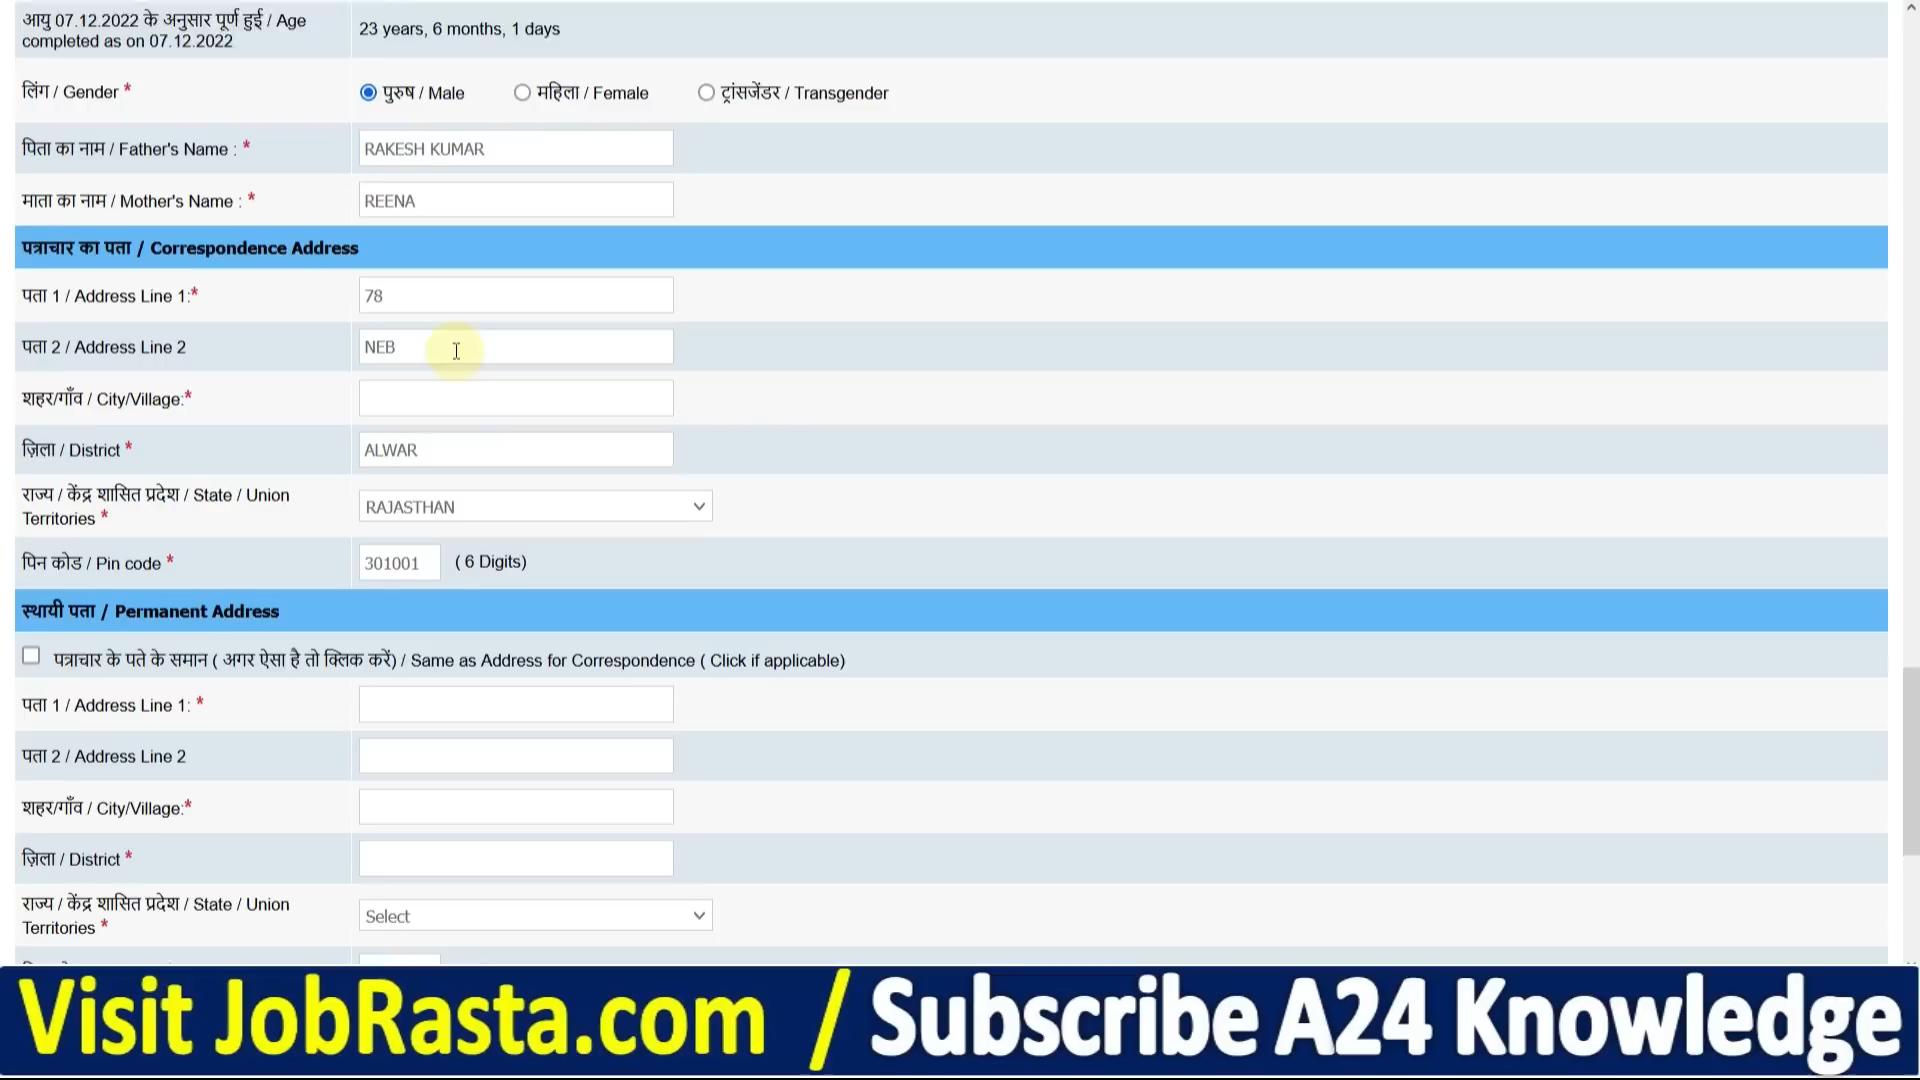 आयु 07.12.2022 के अनुसार पूर्ण हुई / Age
completed as on 07.12.2022
23 years, 6 months, 1 days
लिंग / Gender *
पुरुष / Male
महिला / Female
ट्रांसजेंडर / Transgender
पिता का नाम / Father's Name : *
RAKESH KUMAR
माता का नाम / Mother's Name : *
REENA
पत्राचार का पता / Correspondence Address
पता 1 / Address Line 1:*
78
पता 2 / Address Line 2
NEB
शहर/गाँव / City/Village:*
ज़िला / District *
ALWAR
राज्य / केंद्र शासित प्रदेश / State / Union
Territories *
RAJASTHAN
पिन कोड / Pin code *
301001
( 6 Digits)
स्थायी पता / Permanent Address
पत्राचार के पते के समान ( अगर ऐसा है तो क्लिक करें) / Same as Address for Correspondence ( Click if applicable)
पता 1 / Address Line 1: *
पता 2 / Address Line 2
शहर/गाँव / City/Village:*
ज़िला / District *
राज्य / केंद्र शासित प्रदेश / State / Union
Territories *
Select
Visit JobRasta.com / Subscribe A24 Knowledge